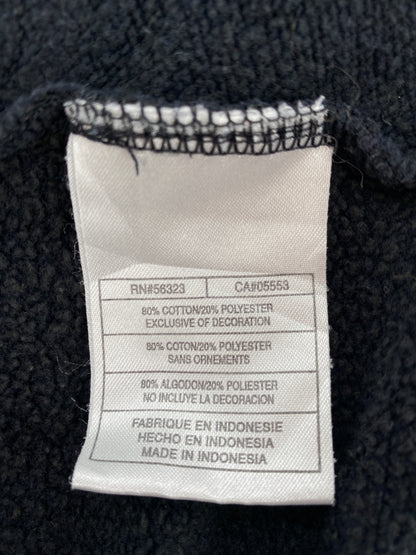 RN#56323 CA#05553
80% COTTON/20% POLYESTER
EXCLUSIVE OF DECORATION
80% COTON/20% POLYESTER
SANS ORNEMENTS
80% ALGODON/20% POLIESTER
NO INCLUYE LA DECORACION
FABRIQUE EN INDONESIE
HECHO EN INDONESIA
MADE IN INDONESIA